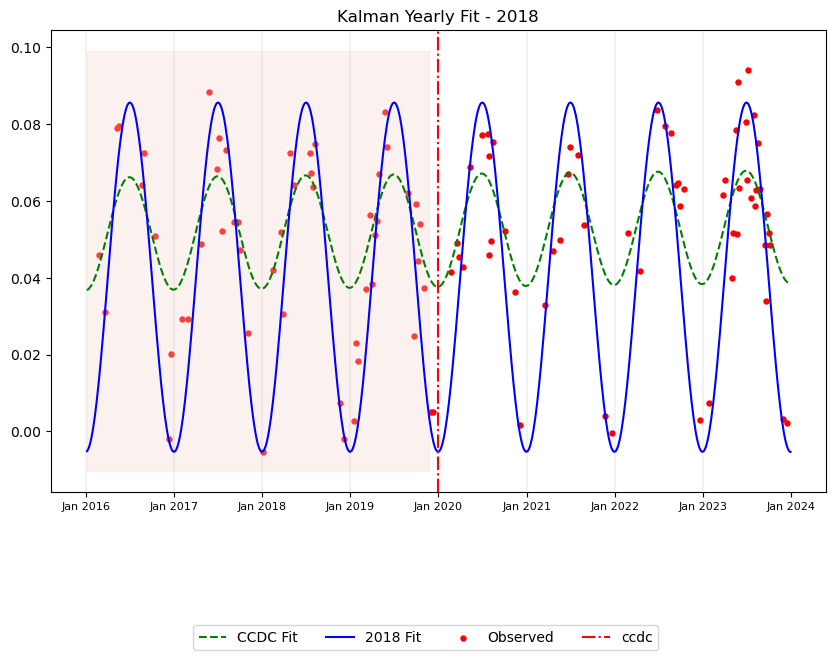 Kalman Yearly Fit - 2018
0.10
0.08
0.06
0.04
0.02
0.00
Jan 2016 Jan 2017 Jan 2018 Jan 2019 Jan 2020 Jan 2021 Jan 2022 Jan 2023 Jan 2024
CCDC Fit 2018 Fit Observed ccdc